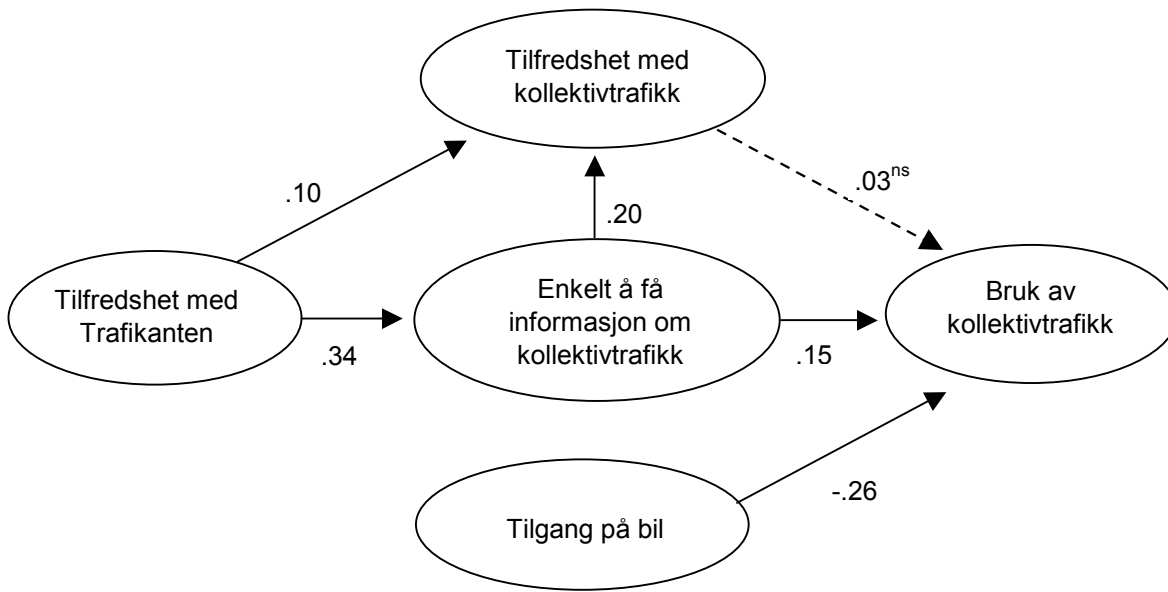 Tilfredshet med
kollektivtrafikk
.10
.20
.03ns
Tilfredshet med
Trafikanten
.34
Enkelt å få
informasjon om
kollektivtrafikk
.15
Bruk av
kollektivtrafikk
Tilgang på bil
-.26